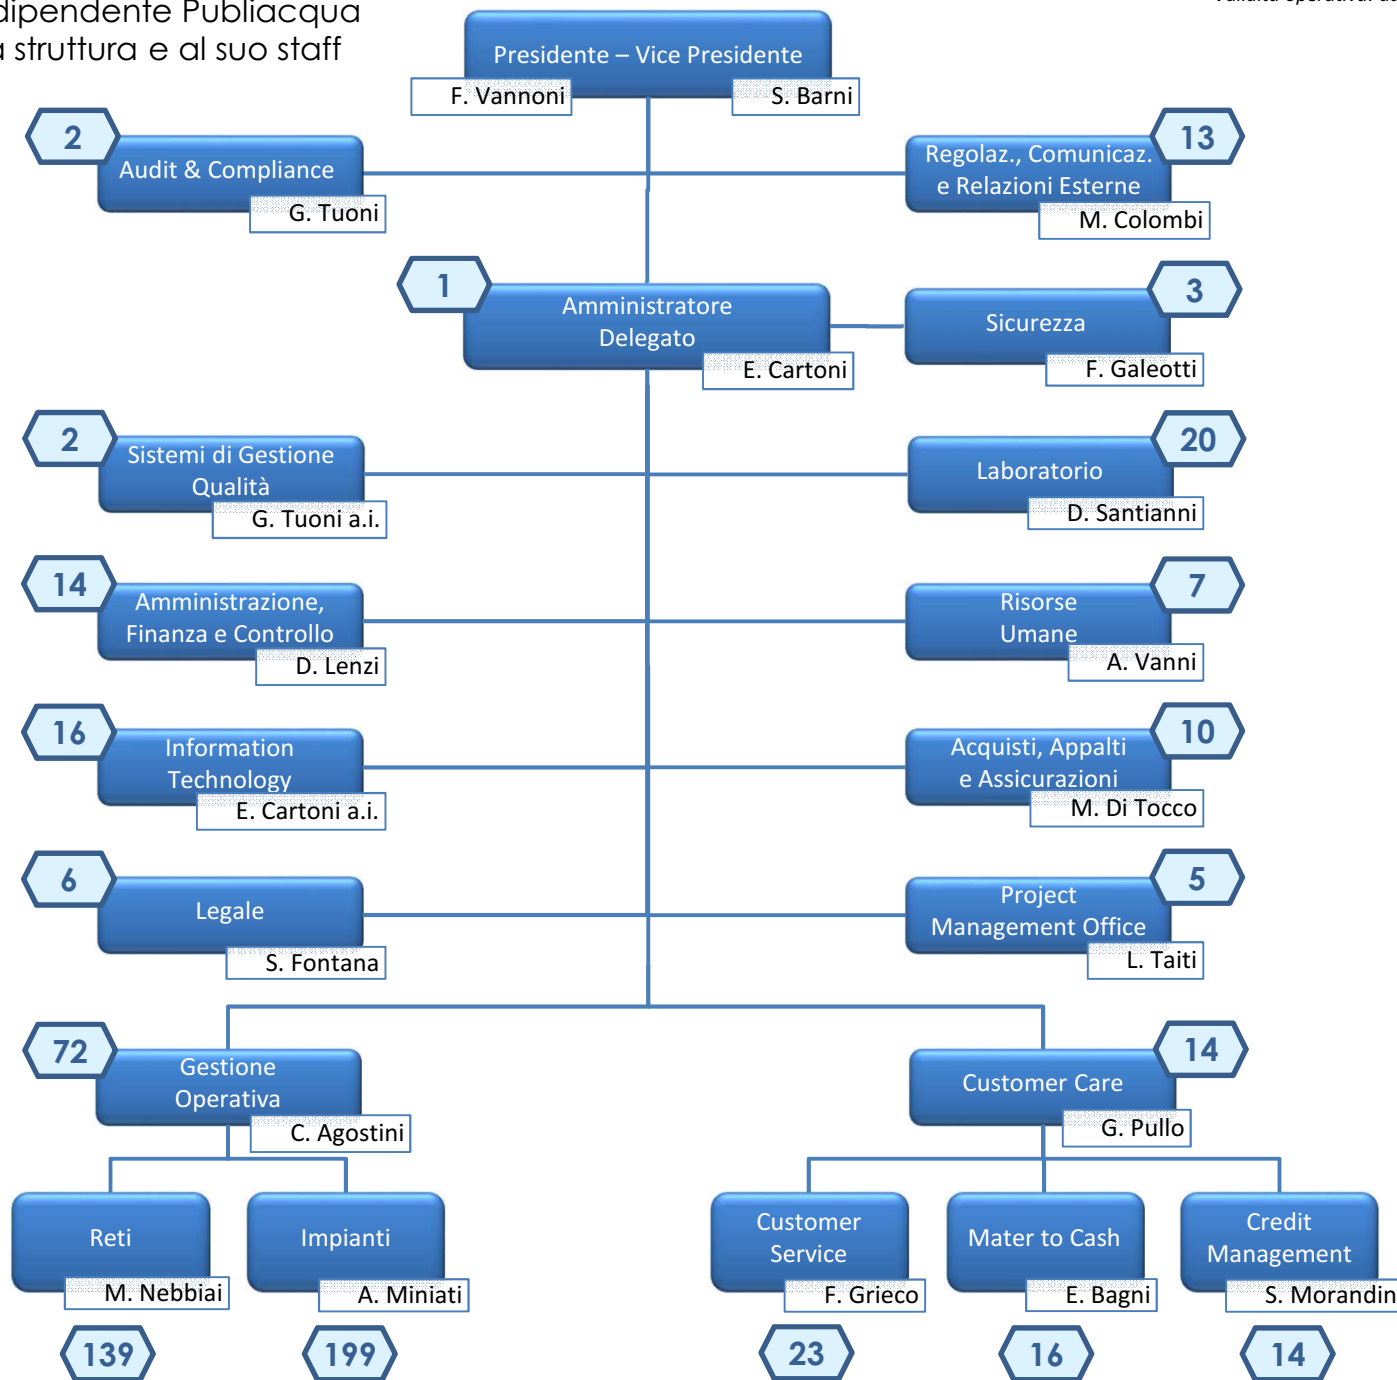 dipendente Publiacqua
struttura e al suo staff
Presidente – Vice Presidente
F. Vannoni
S. Barni
2
Audit & Compliance
G. Tuoni
13
Regolaz., Comunicaz.
e Relazioni Esterne
M. Colombi
1
Amministratore
Delegato
E. Cartoni
3
Sicurezza
F. Galeotti
2
Sistemi di Gestione
Qualità
G. Tuoni a.i.
20
Laboratorio
D. Santianni
14
Amministrazione,
Finanza e Controllo
D. Lenzi
7
Risorse
Umane
A. Vanni
16
Information
Technology
E. Cartoni a.i.
10
Acquisti, Appalti
e Assicurazioni
M. Di Tocco
6
Legale
S. Fontana
5
Project
Management Office
L. Taiti
72
Gestione
Operativa
C. Agostini
14
Customer Care
G. Pullo
Reti
M. Nebbiai
139
Impianti
A. Miniati
199
Customer
Service
F. Grieco
23
Mater to Cash
E. Bagni
16
Credit
Management
S. Morandin
14